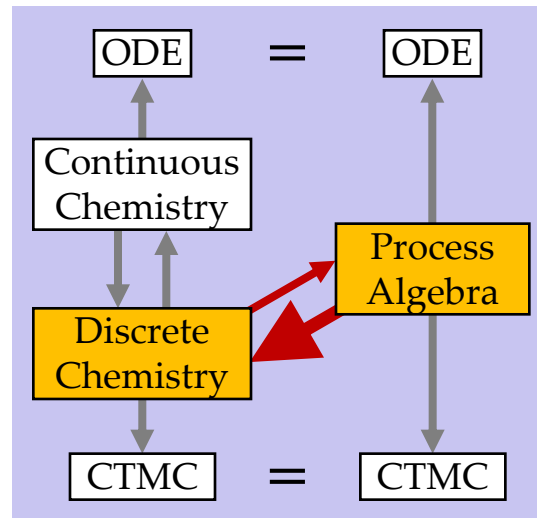 ODE = ODE
Continuous
Chemistry
Process
Algebra
Discrete
Chemistry
CTMC = CTMC